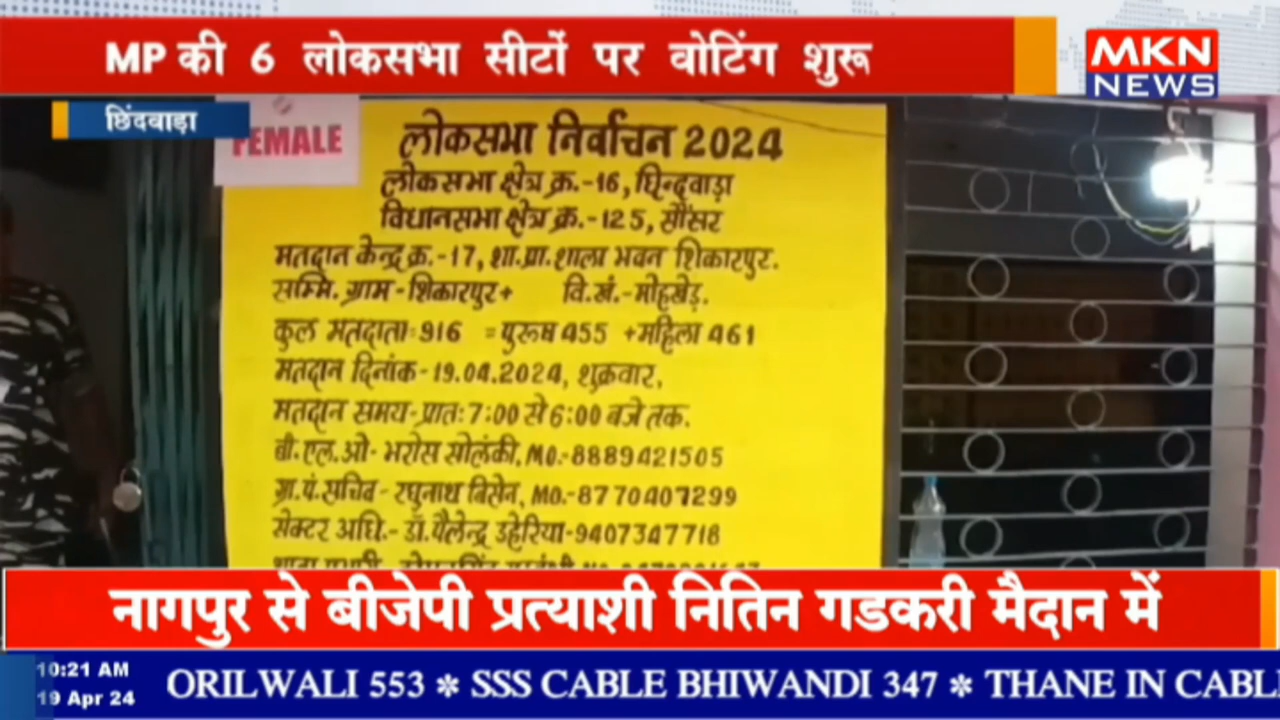 MP की 6 लोकसभा सीटों पर वोटिंग शुरू
MKN
NEWS
छिंदवाड़ा
FEMALE
लोकसभा निर्वाचन 2024
लोकसभा क्षेत्र क्र.-16, छिन्दवाड़ा
विधानसभा क्षेत्र क्र.-125, सौंसर
मतदान केन्द्र क्र.-17, शा.प्रा.शाला भवन शिकारपुर.
सम्मि. ग्राम-शिकारपुर+ वि.खं.-मोहखेड़.
कुल मतदाता:916 =पुरूष 455 +महिला 461
मतदान दिनांक-19.04.2024, शुक्रवार,
मतदान समय-प्रात: 7:00 से 6:00 बजे तक.
बी.एल.ओ- भरोस सोलंकी, MO.-8889421505
ग्रा.पं.सचिव- रघुनाथ बिसेन, MO.-8770407299
सेक्टर अधि.- डॉ.पैलेन्द्र डहेरिया-9407347718
नागपुर से बीजेपी प्रत्याशी नितिन गडकरी मैदान में
10:21 AM
19 Apr 24
ORILWALI 553 * SSS CABLE BHIWANDI 347 * THANE IN CABL